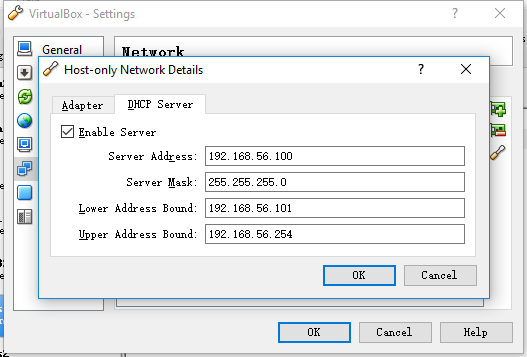 VirtualBox - Settings
General
Network
Host-only Network Details
Adapter
DHCP Server
Enable Server
Server Address: 192.168.56.100
Server Mask: 255.255.255.0
Lower Address Bound: 192.168.56.101
Upper Address Bound: 192.168.56.254
OK
Cancel
OK
Cancel
Help